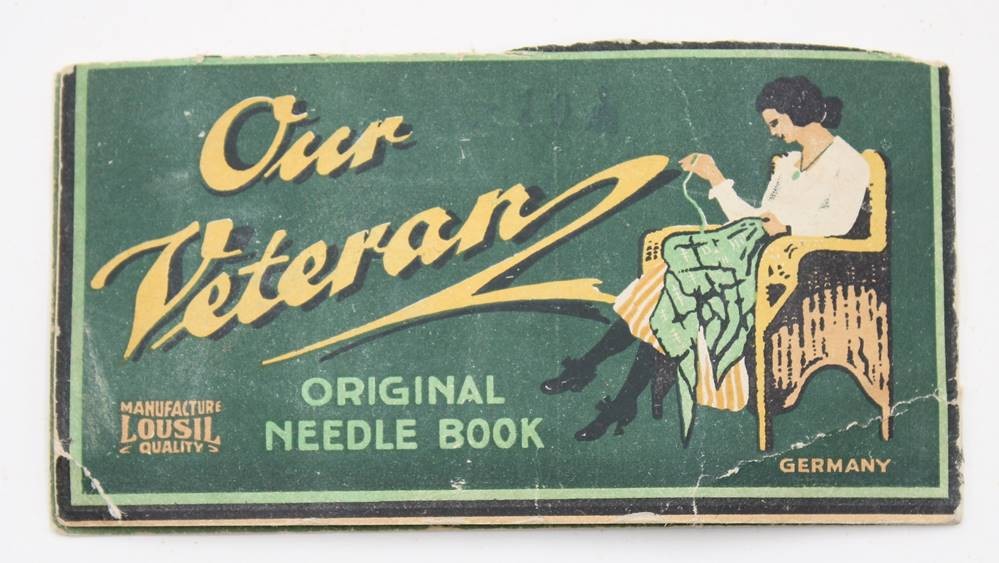 Our
Veteran
ORIGINAL
NEEDLE BOOK
MANUFACTURE
LOUSIL
QUALITY
GERMANY